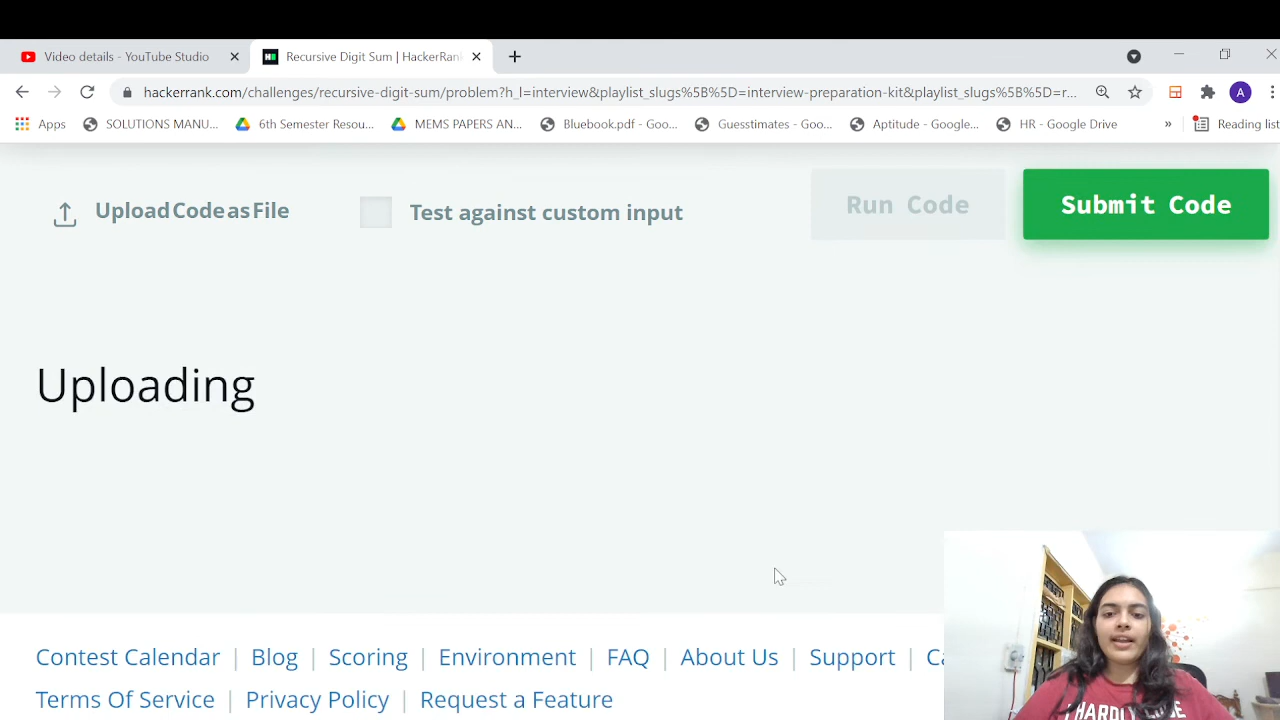 Video details - YouTube Studio
Recursive Digit Sum | HackerRank
hackerrank.com/challenges/recursive-digit-sum/problem?h_l=interview&playlist_slugs%5B%5D=interview-preparation-kit&playlist_slugs%5B%5D=r...
A
Apps
SOLUTIONS MANU...
6th Semester Resou...
MEMS PAPERS AN...
Bluebook.pdf - Goo...
Guesstimates - Goo...
Aptitude - Google...
HR - Google Drive
»
Reading list
Upload Code as File
Test against custom input
Run Code
Submit Code
Uploading
Contest Calendar | Blog | Scoring | Environment | FAQ | About Us | Support | Ca
Terms Of Service | Privacy Policy | Request a Feature
I HARDLY